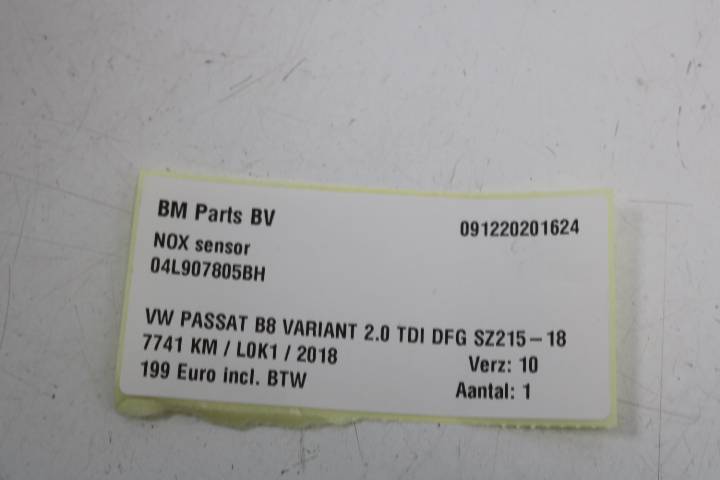 BM Parts BV
091220201624
NOX sensor
04L907805BH
VW PASSAT B8 VARIANT 2.0 TDI DFG SZ215-18
7741 KM / L0K1 / 2018
Verz: 10
199 Euro incl. BTW
Aantal: 1